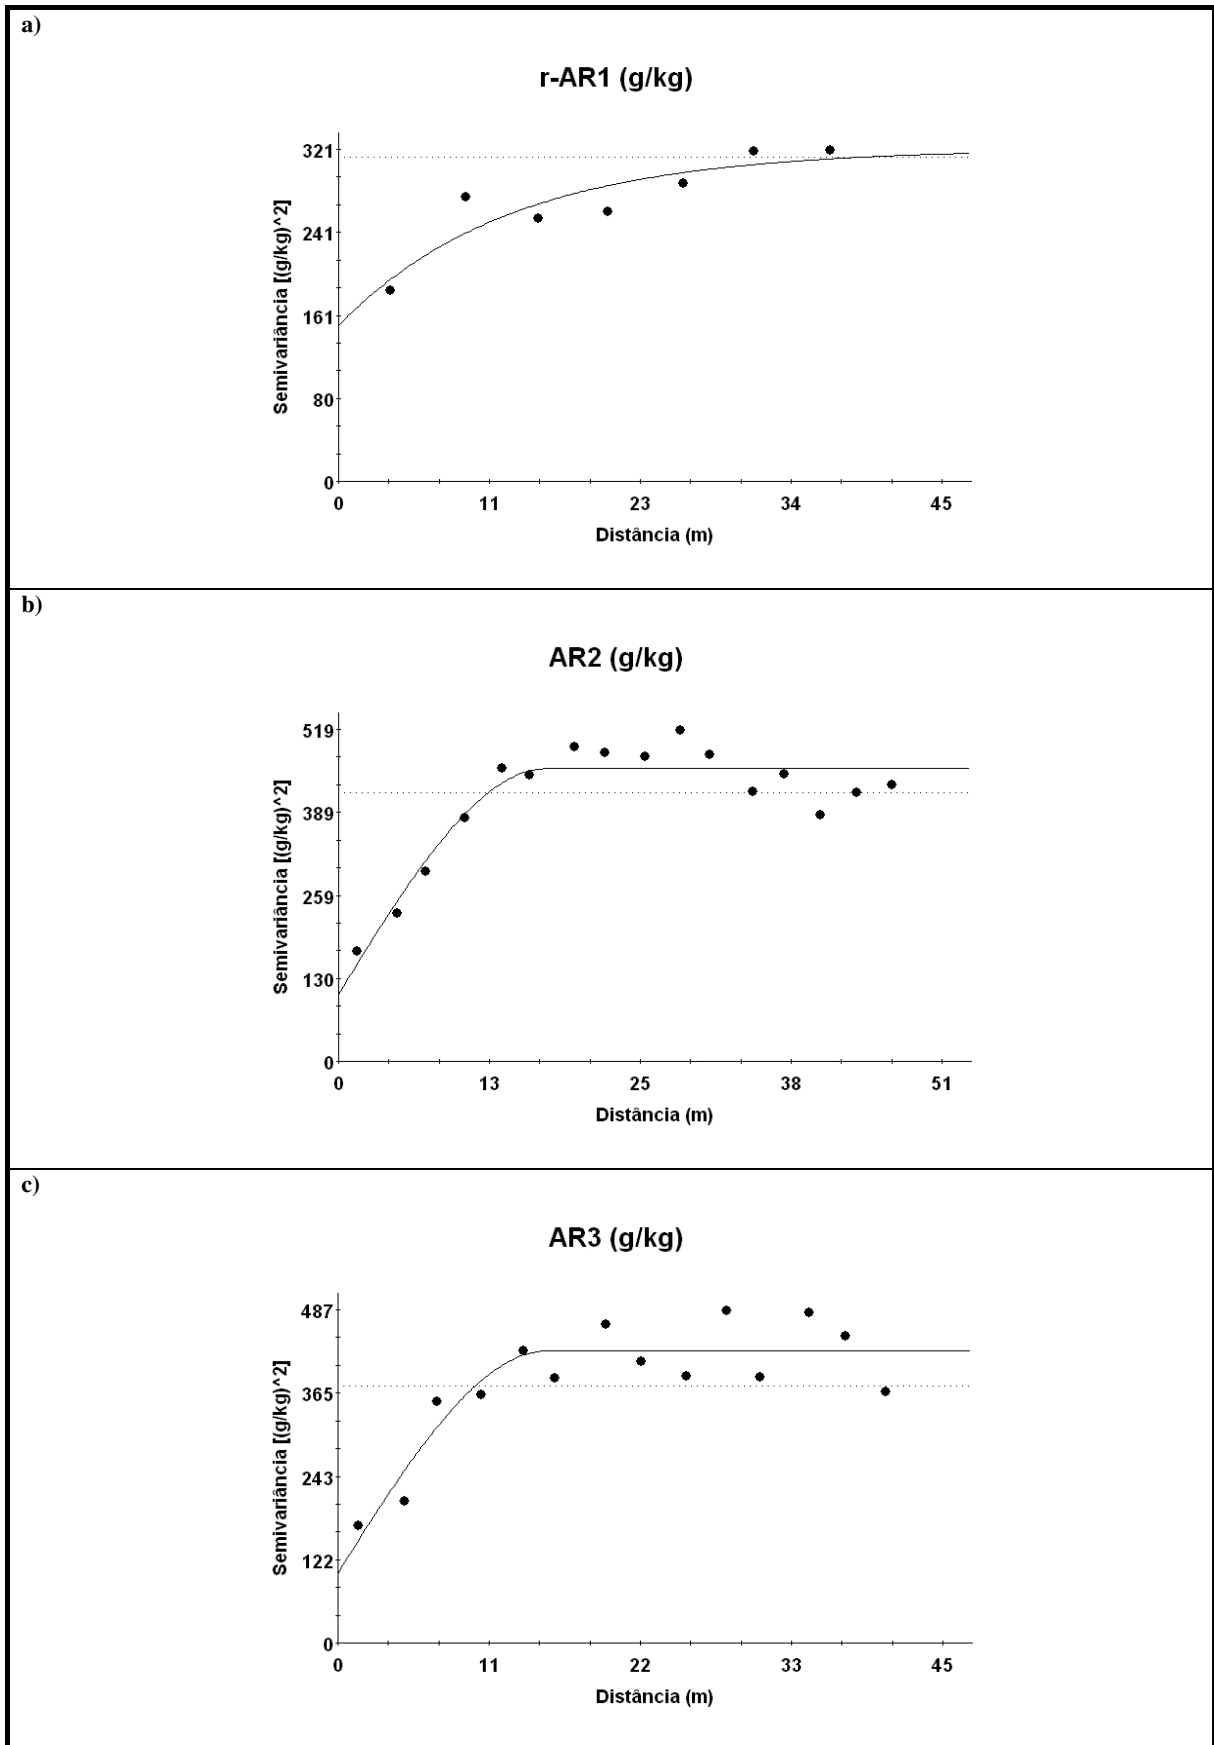 a)
r-AR1 (g/kg)
Semivariância [(g/kg)^2]
321
241
161
80
0
0 11 23 34 45
Distância (m)
b)
AR2 (g/kg)
Semivariância [(g/kg)^2]
519
389
259
130
0
0 13 25 38 51
Distância (m)
c)
AR3 (g/kg)
Semivariância [(g/kg)^2]
487
365
243
122
0
0 11 22 33 45
Distância (m)